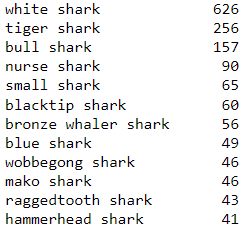 white shark 626
tiger shark 256
bull shark 157
nurse shark 90
small shark 65
blacktip shark 60
bronze whaler shark 56
blue shark 49
wobbegong shark 46
mako shark 46
raggedtooth shark 43
hammerhead shark 41